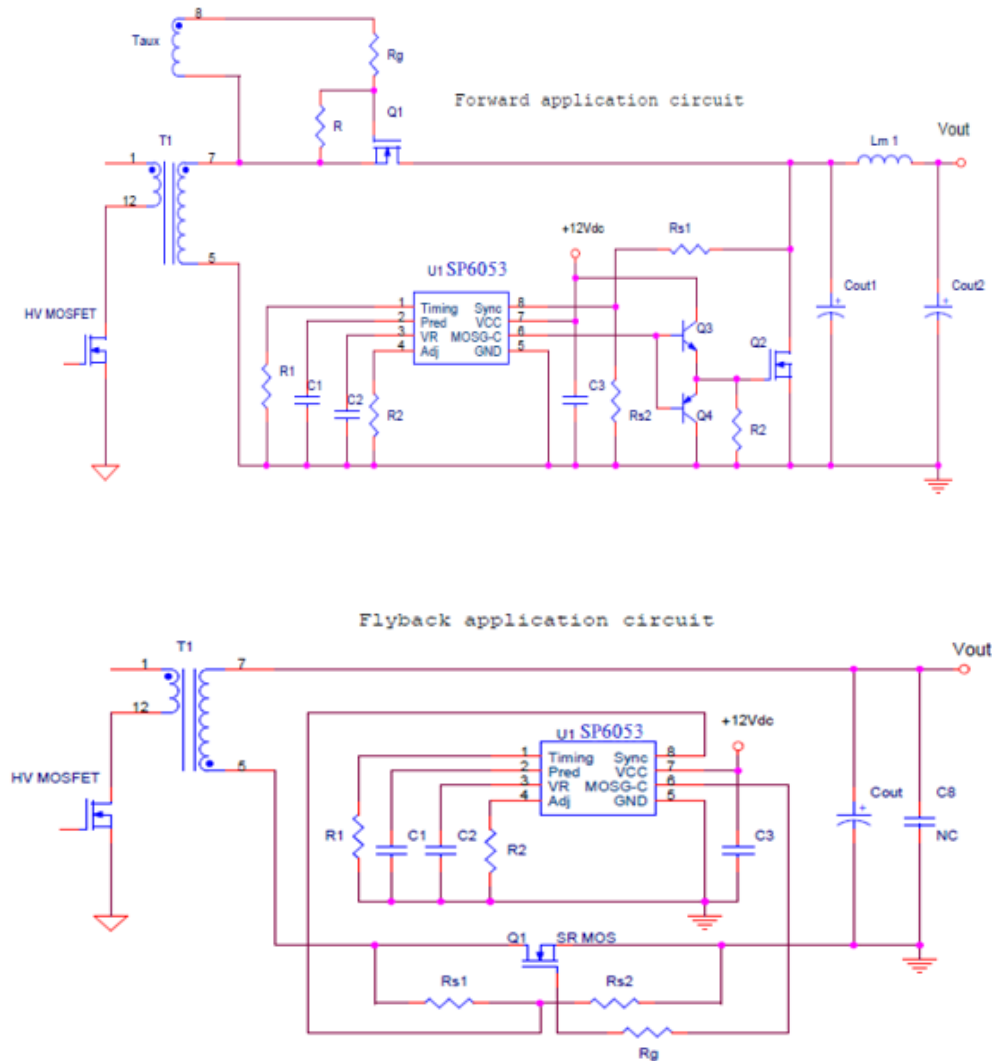 8
Taux
Rg
Forward application circuit
Q1
R
Vout
T1
Lm 1
1
7
12
+12Vdc
Rs1
5
U1 SP6053
Cout1
Cout2
HV MOSFET
1 Timing Sync 8
2 Pred VCC 7
3 VR MOSG-C 6
4 Adj GND 5
Q3
Q2
R1
C1
C2
R2
C3
Rs2
Q4
R2
Flyback application circuit
T1
Vout
1
7
12
+12Vdc
U1 SP6053
5
HV MOSFET
1 Timing Sync 8
2 Pred VCC 7
3 VR MOSG-C 6
4 Adj GND 5
Cout
C8
R1
C1
C2
R2
C3
NC
Q1
SR MOS
Rs1
Rs2
Rg